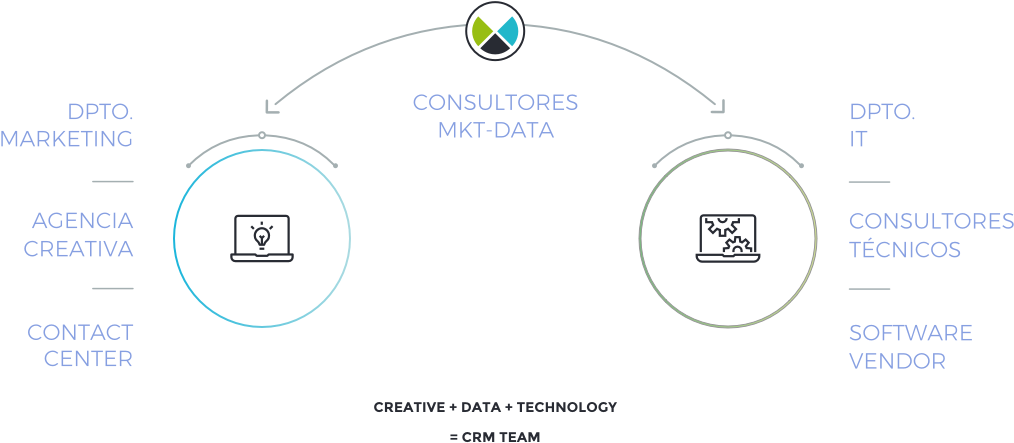 CONSULTORES
MKT-DATA
DPTO.
MARKETING
AGENCIA
CREATIVA
CONTACT
CENTER
DPTO.
IT
CONSULTORES
TÉCNICOS
SOFTWARE
VENDOR
CREATIVE + DATA + TECHNOLOGY
= CRM TEAM